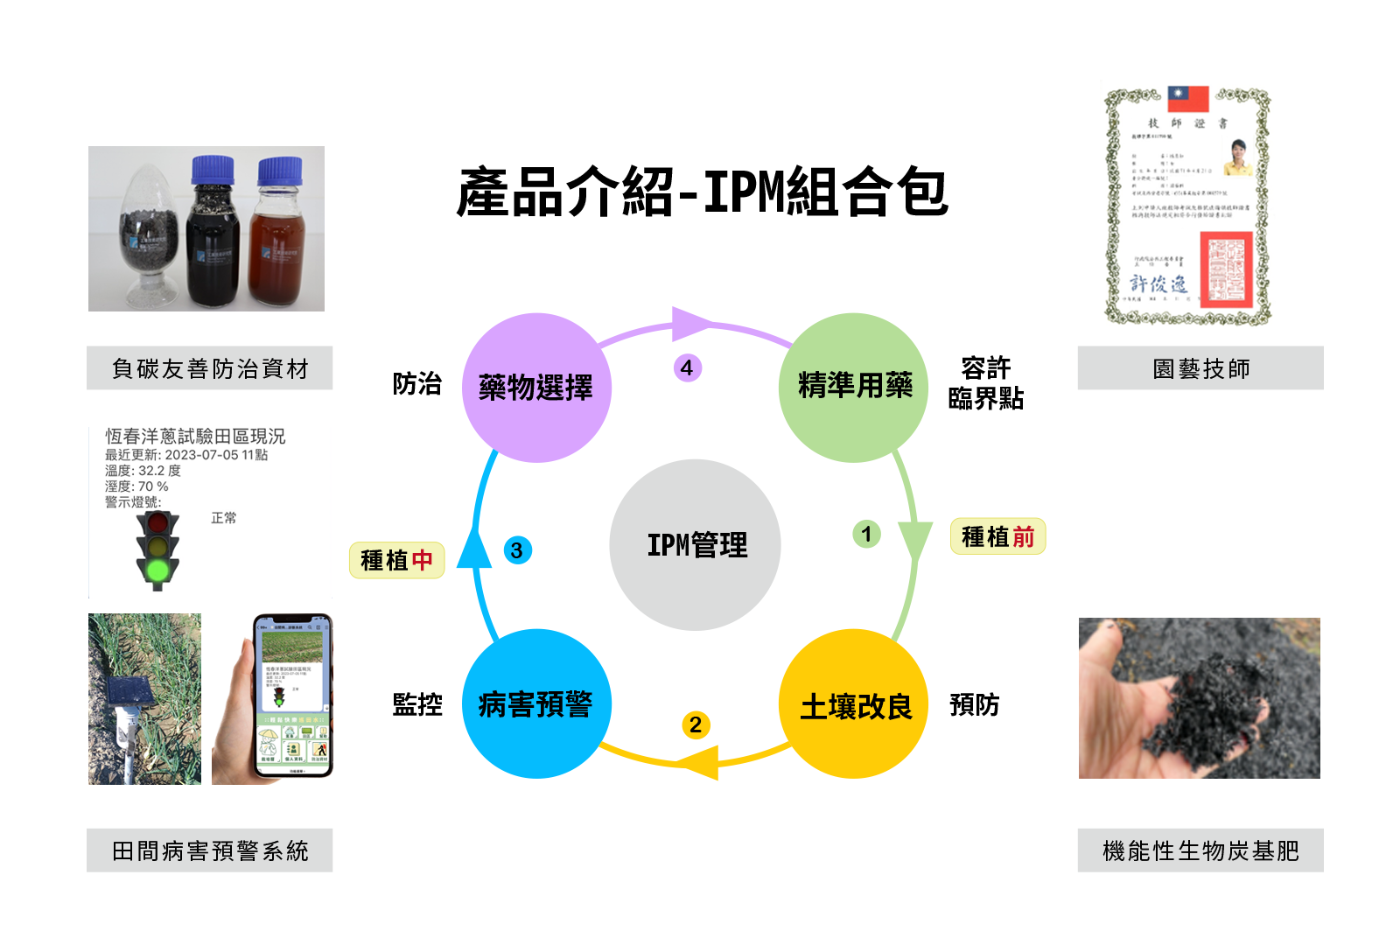 產品介紹-IPM組合包
技師證書
許俊逸
負碳友善防治資材
園藝技師
防治
藥物選擇
4
精準用藥
容許
臨界點
恆春洋蔥試驗田區現況
最近更新: 2023-07-05 11點
溫度: 32.2 度
溼度: 70 %
警示燈號:
正常
種植中
3
IPM管理
1
種植前
監控
病害預警
2
土壤改良
預防
田間病害預警系統
機能性生物炭基肥